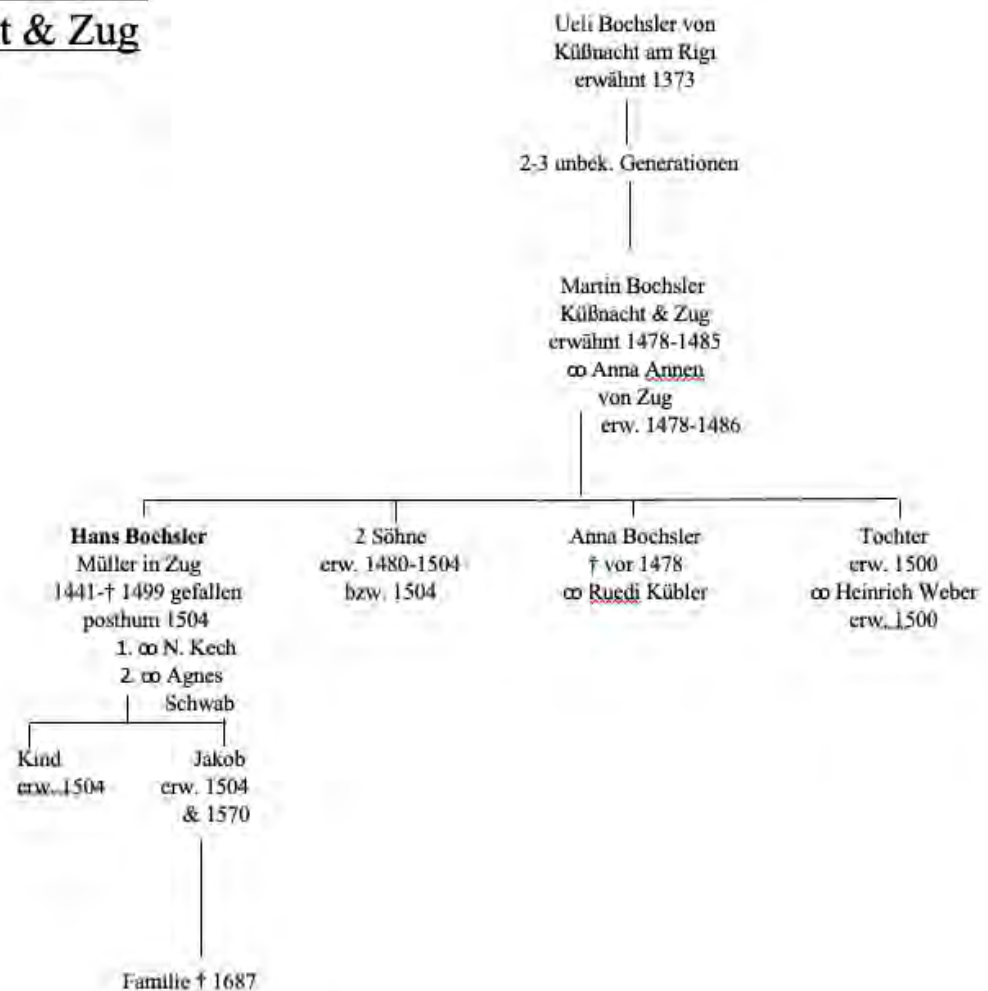 t & Zug
Ueli Bochsler von
Küßnacht am Rigi
erwähnt 1373
2-3 unbek. Generationen
Martin Bochsler
Küßnacht & Zug
erwähnt 1478-1485
∞ Anna Annen
von Zug
erw. 1478-1486
Hans Bochsler
Müller in Zug
1441-† 1499 gefallen
posthum 1504
1. ∞ N. Kech
2. ∞ Agnes
Schwab
2 Söhne
erw. 1480-1504
bzw. 1504
Anna Bochsler
† vor 1478
∞ Ruedi Kübler
Tochter
erw. 1500
∞ Heinrich Weber
erw. 1500
Kind
erw. 1504
Jakob
erw. 1504
& 1570
Familie † 1687